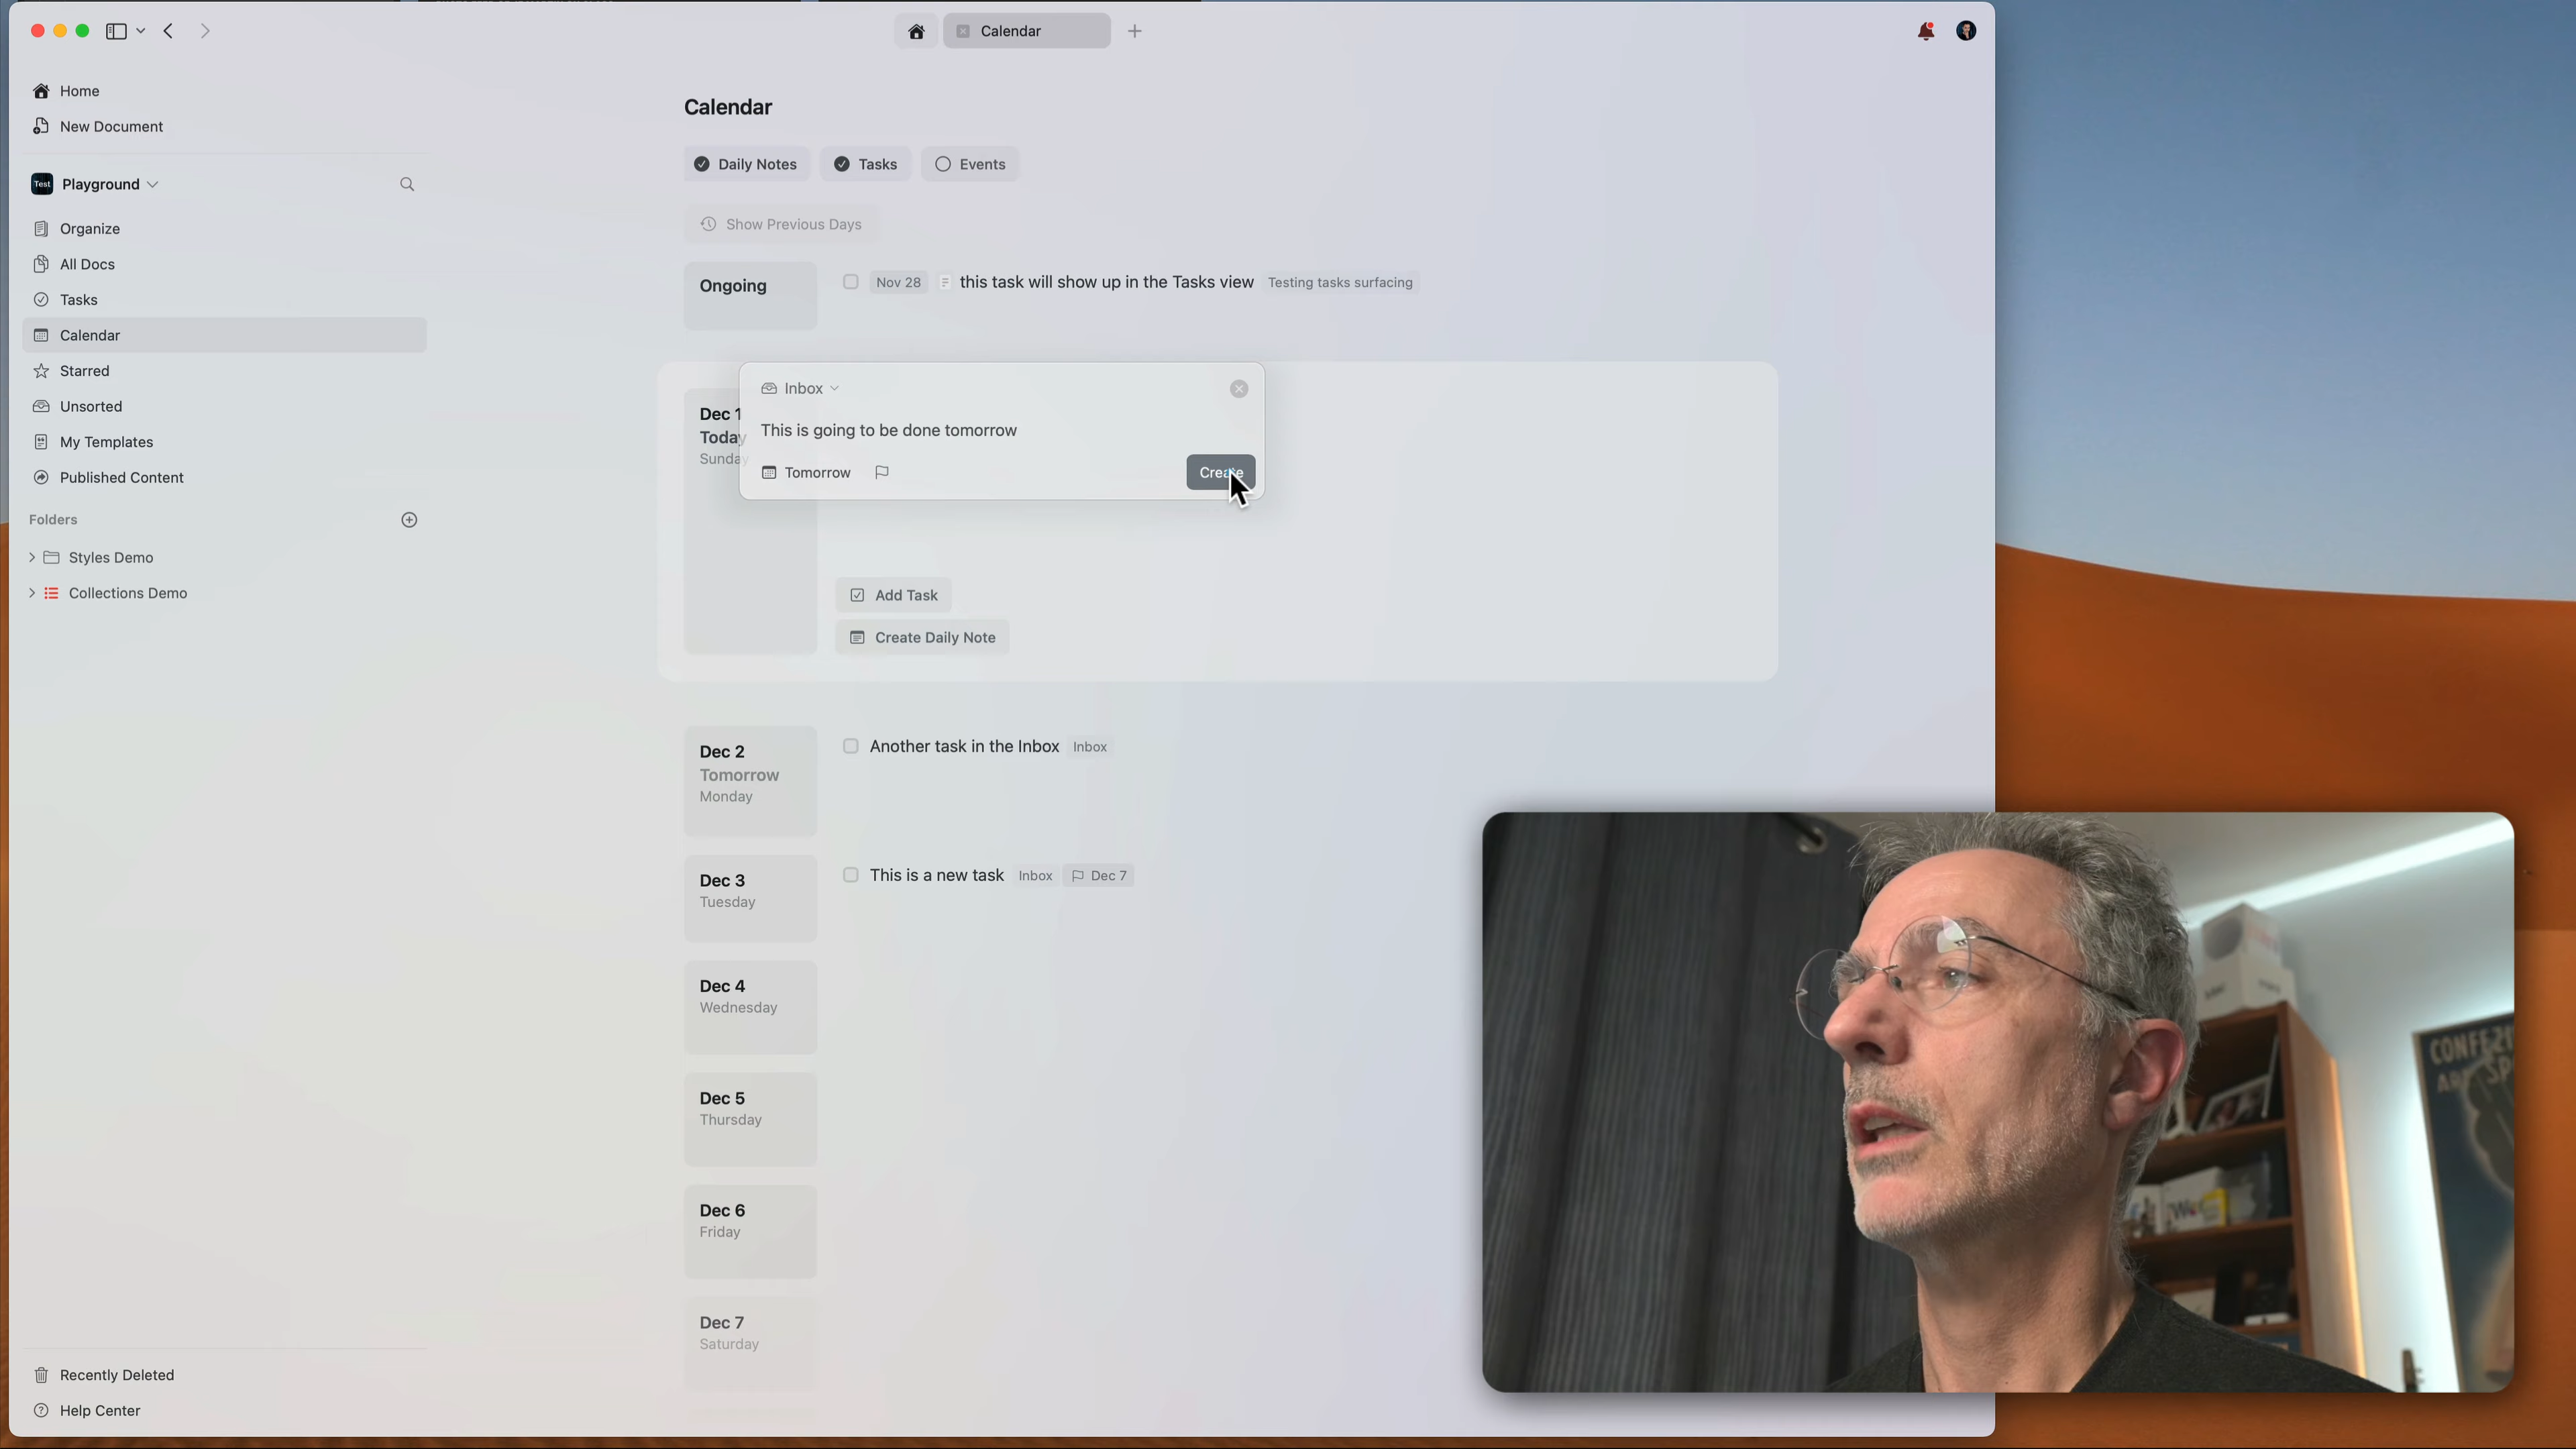 Calendar
Home
New Document
Test
Playground
Organize
All Docs
Tasks
Calendar
Starred
Unsorted
My Templates
Published Content
Folders
Styles Demo
Collections Demo
Recently Deleted
Help Center
Calendar
Daily Notes
Tasks
Events
Show Previous Days
Ongoing
Nov 28
this task will show up in the Tasks view
Testing tasks surfacing
Dec 1
Today
Sunday
Inbox
This is going to be done tomorrow
Tomorrow
Create
Add Task
Create Daily Note
Dec 2
Tomorrow
Monday
Another task in the Inbox
Inbox
Dec 3
Tuesday
This is a new task
Inbox
Dec 7
Dec 4
Wednesday
Dec 5
Thursday
Dec 6
Friday
Dec 7
Saturday